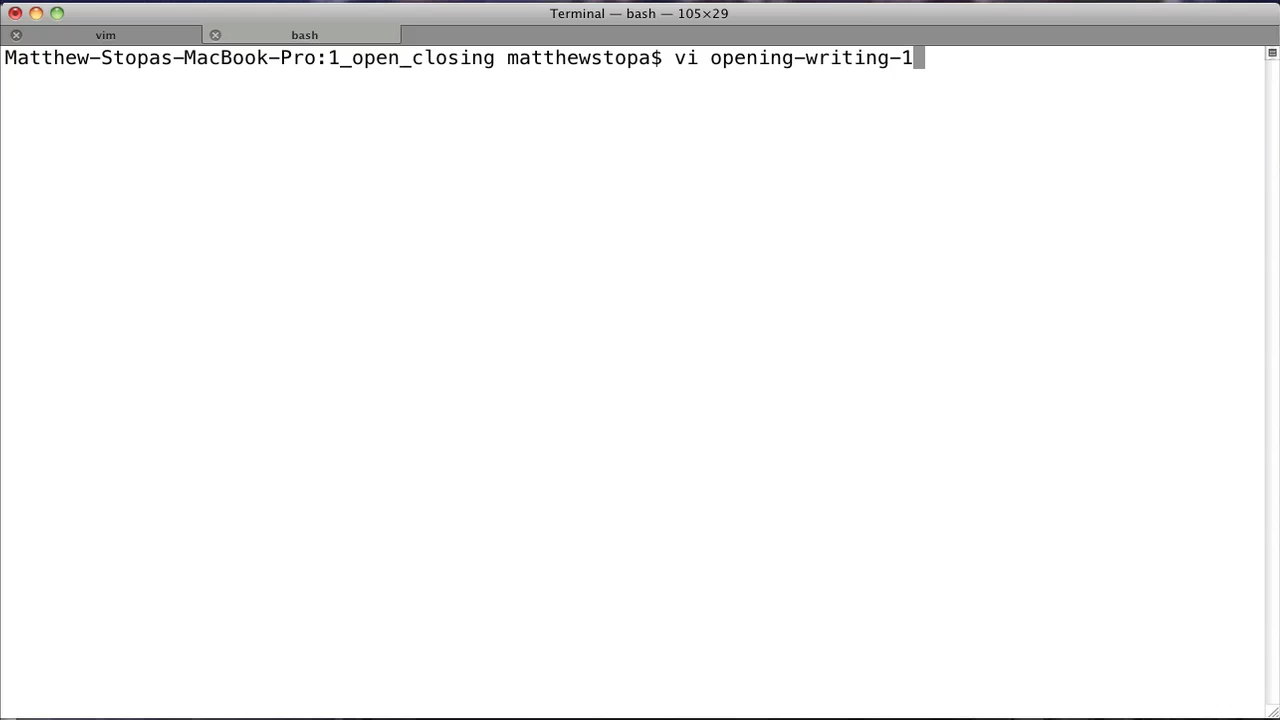 Terminal — bash — 105×29
vim bash
Matthew-Stopas-MacBook-Pro:1_open_closing matthewstopa$ vi opening-writing-1